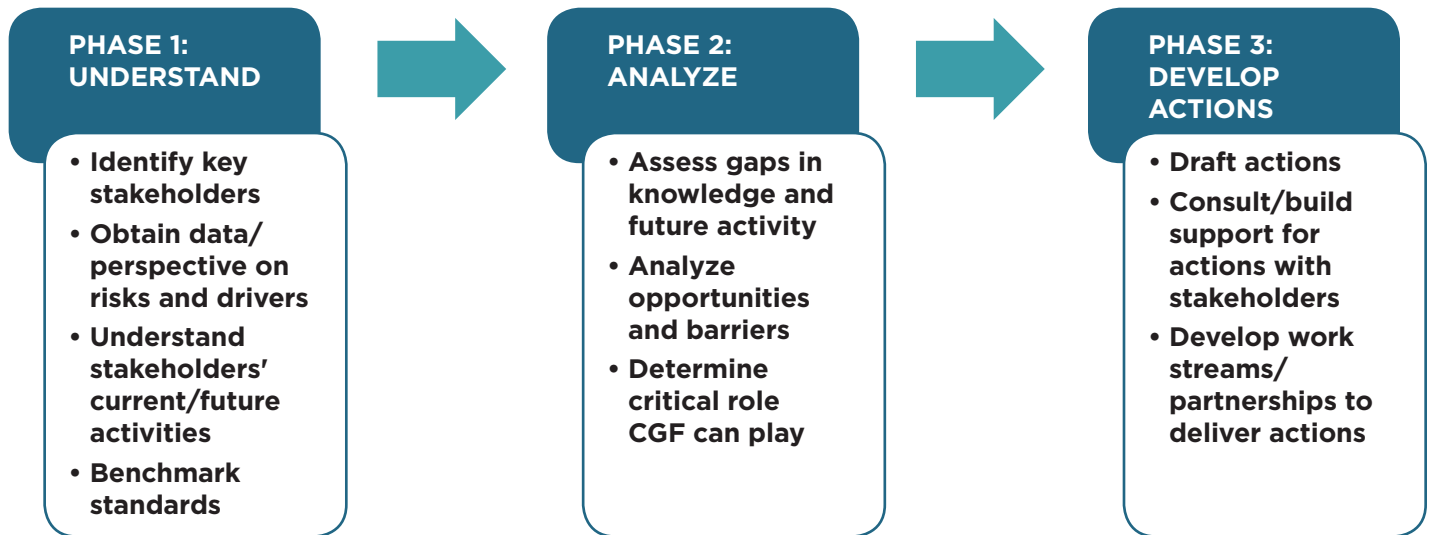 PHASE 1:
UNDERSTAND
• Identify key
stakeholders
• Obtain data/
perspective on
risks and drivers
• Understand
stakeholders'
current/future
activities
• Benchmark
standards
PHASE 2:
ANALYZE
• Assess gaps in
knowledge and
future activity
• Analyze
opportunities
and barriers
• Determine
critical role
CGF can play
PHASE 3:
DEVELOP
ACTIONS
• Draft actions
• Consult/build
support for
actions with
stakeholders
• Develop work
streams/
partnerships to
deliver actions